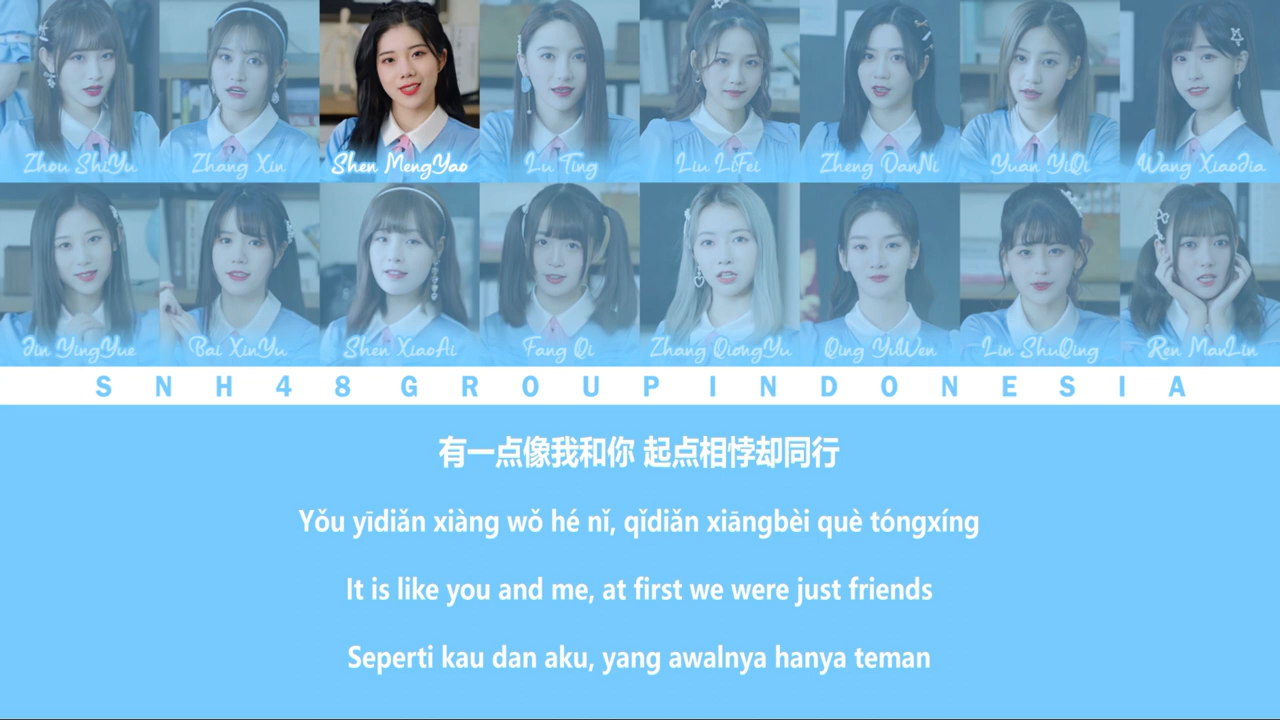 Zhou ShiYu Zhang Xin Shen MengYao Lu Ting Liu LiFei Zheng DanNi Yuan YiQi Wang XiaoJia
Jin YingYue Bai XinYu Shen XiaoAi Fang Qi Zhang QiongYu Qing YiWen Lin ShuQing Ren ManLin
SNH48 GROUP INDONESIA
有一点像我和你 起点相悖却同行
Yǒu yīdiǎn xiàng wǒ hé nǐ, qǐdiǎn xiāngbèi què tóngxíng
It is like you and me, at first we were just friends
Seperti kau dan aku, yang awalnya hanya teman